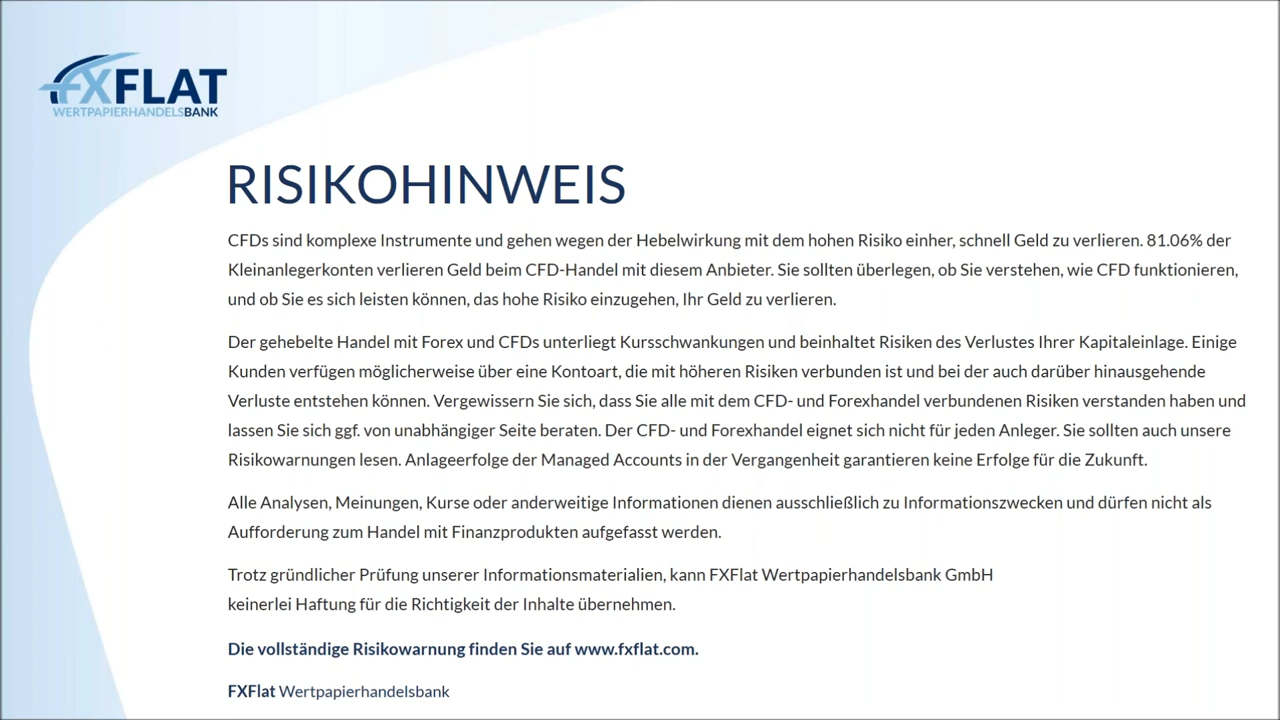 FXFLAT
WERTPAPIERHANDELSBANK
RISIKOHINWEIS
CFDs sind komplexe Instrumente und gehen wegen der Hebelwirkung mit dem hohen Risiko einher, schnell Geld zu verlieren. 81.06% der
Kleinanlegerkonten verlieren Geld beim CFD-Handel mit diesem Anbieter. Sie sollten überlegen, ob Sie verstehen, wie CFD funktionieren,
und ob Sie es sich leisten können, das hohe Risiko einzugehen, Ihr Geld zu verlieren.
Der gehebelte Handel mit Forex und CFDs unterliegt Kursschwankungen und beinhaltet Risiken des Verlustes Ihrer Kapitaleinlage. Einige
Kunden verfügen möglicherweise über eine Kontoart, die mit höheren Risiken verbunden ist und bei der auch darüber hinausgehende
Verluste entstehen können. Vergewissern Sie sich, dass Sie alle mit dem CFD- und Forexhandel verbundenen Risiken verstanden haben und
lassen Sie sich ggf. von unabhängiger Seite beraten. Der CFD- und Forexhandel eignet sich nicht für jeden Anleger. Sie sollten auch unsere
Risikowarnungen lesen. Anlageerfolge der Managed Accounts in der Vergangenheit garantieren keine Erfolge für die Zukunft.
Alle Analysen, Meinungen, Kurse oder anderweitige Informationen dienen ausschließlich zu Informationszwecken und dürfen nicht als
Aufforderung zum Handel mit Finanzprodukten aufgefasst werden.
Trotz gründlicher Prüfung unserer Informationsmaterialien, kann FXFlat Wertpapierhandelsbank GmbH
keinerlei Haftung für die Richtigkeit der Inhalte übernehmen.
Die vollständige Risikowarnung finden Sie auf www.fxflat.com.
FXFlat Wertpapierhandelsbank